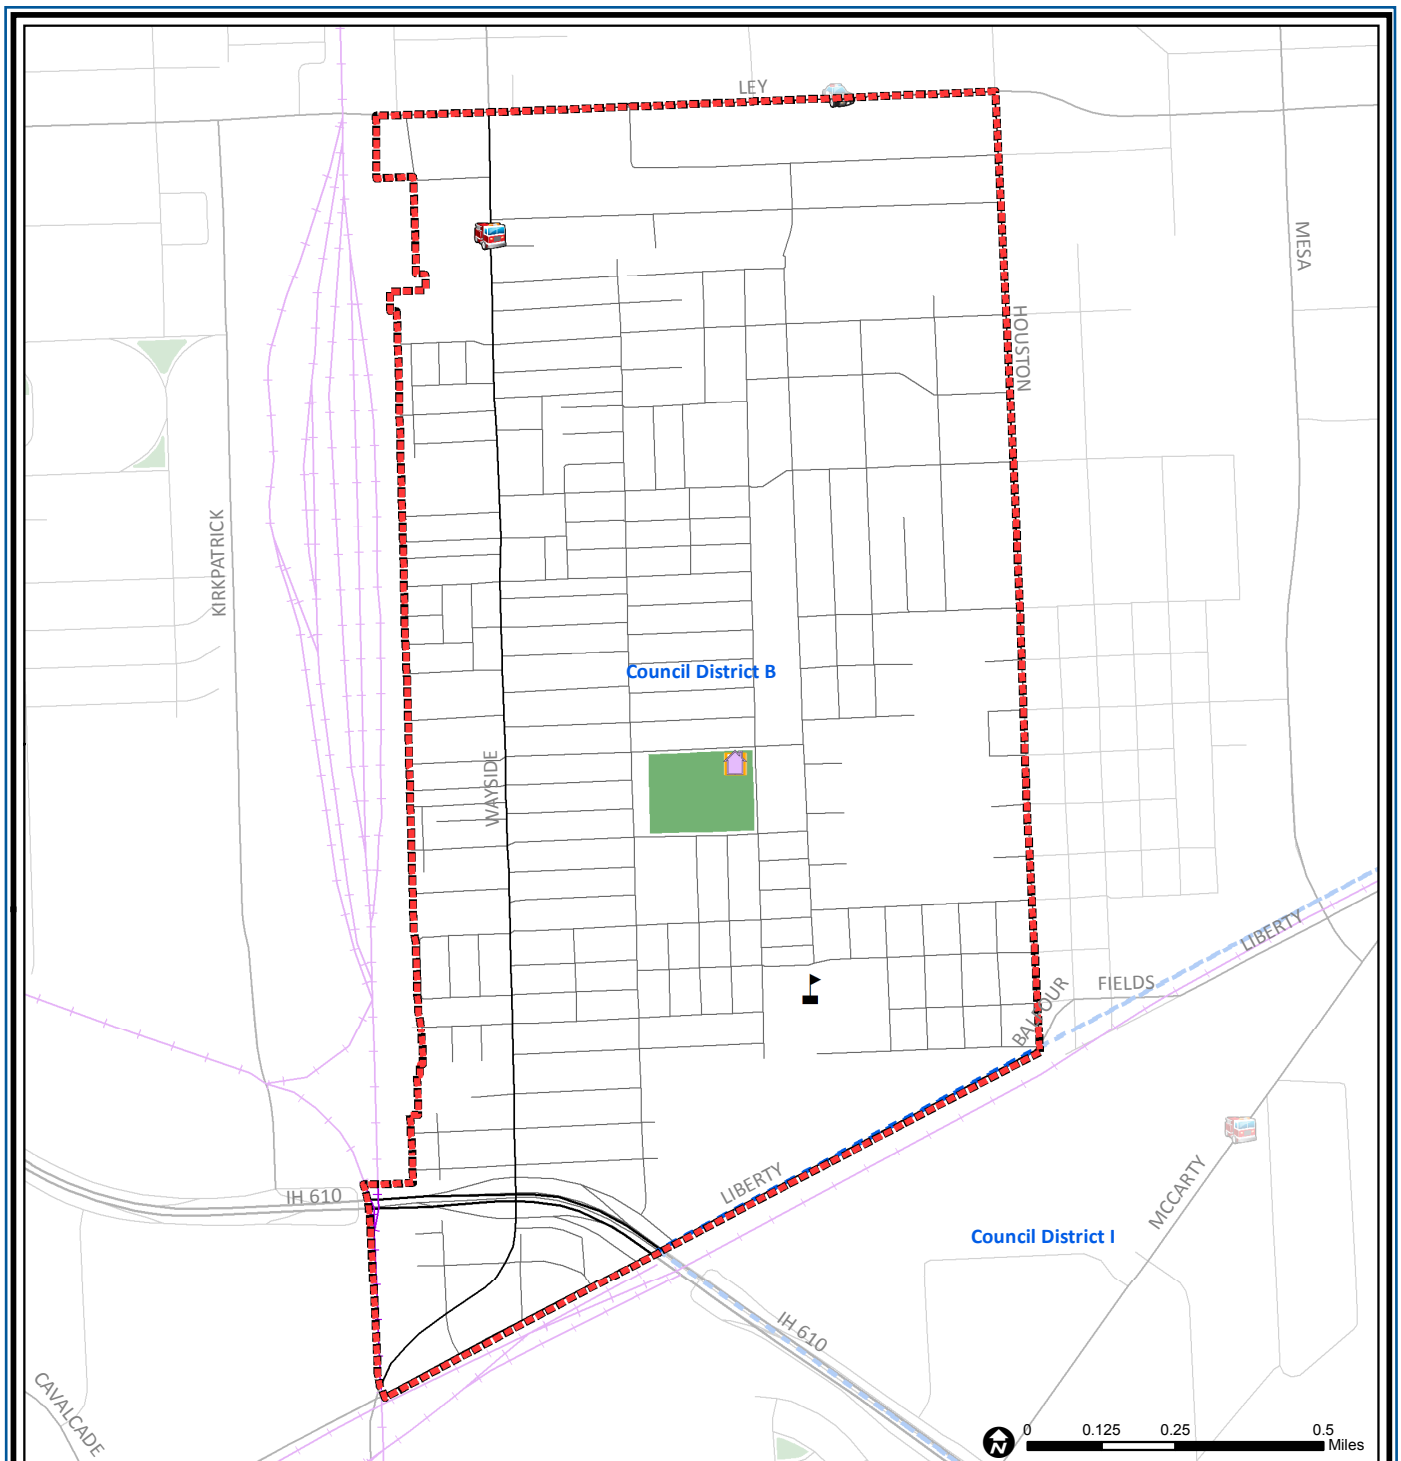 LEY
MESA
HOUSTON
KIRKPATRICK
Council District B
WAYSIDE
LIBERTY
FIELDS
BALFOUR
IH 610
LIBERTY
MCCARTY
Council District I
IH 610
CAVALCADE
N
0 0.125 0.25 0.5
Miles